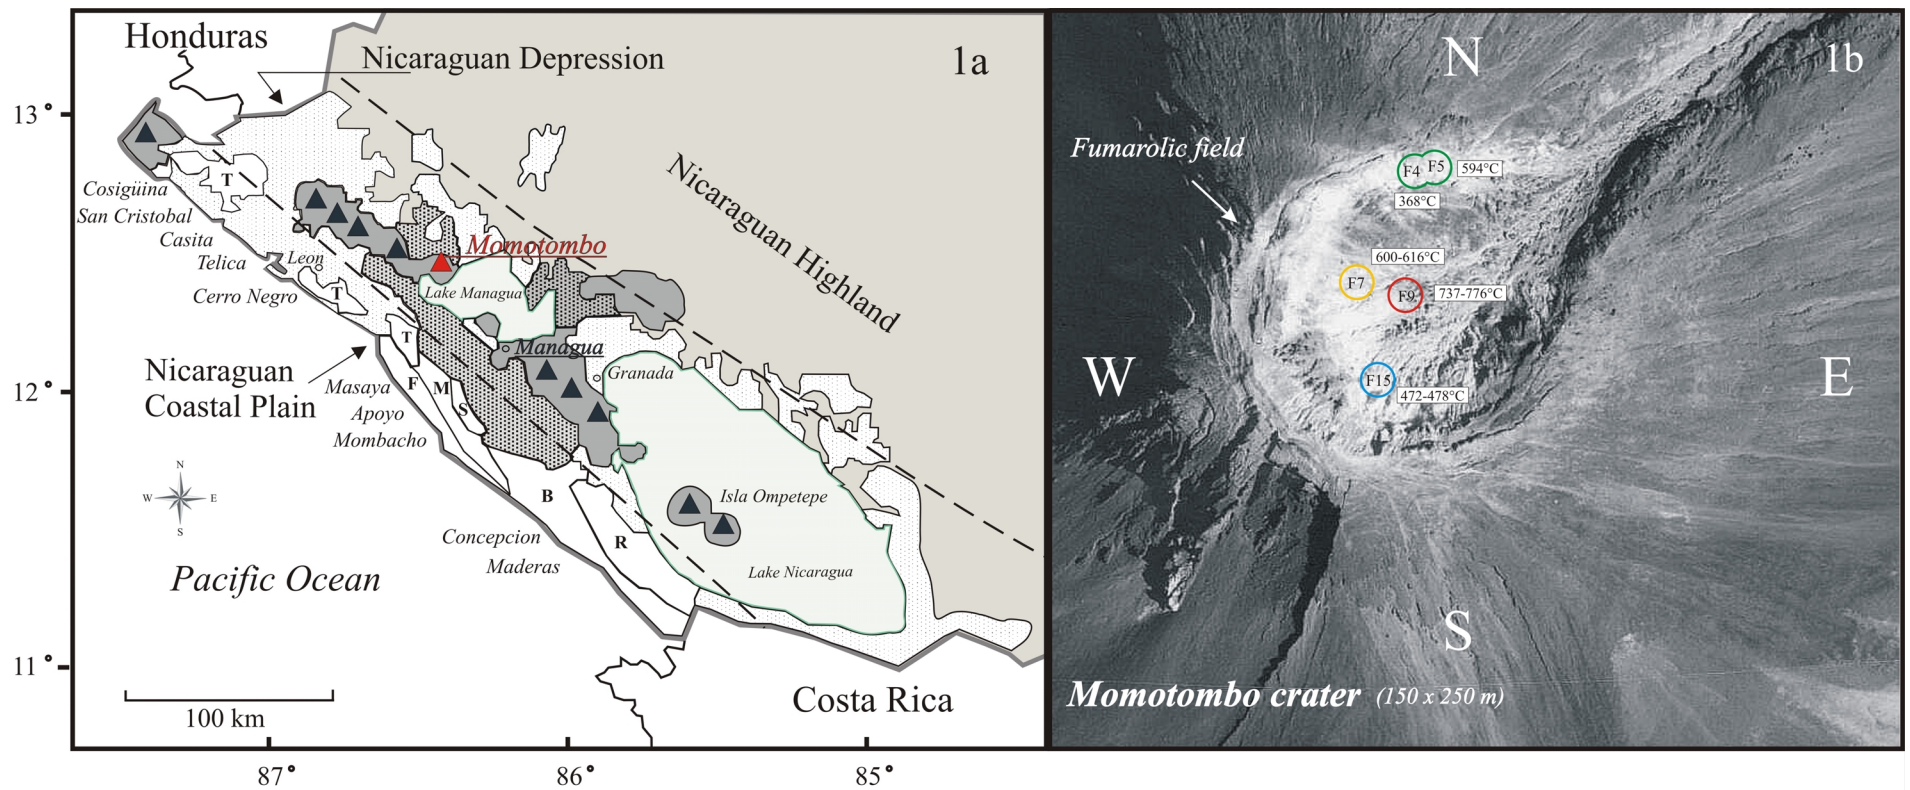 Honduras
Nicaraguan Depression
1a
13°
Nicaraguan Highland
T
Cosigüina
San Cristobal
Casita
Telica
Cerro Negro
Leon
T
Momotombo
Lake Managua
T
Managua
Granada
12°
Nicaraguan
Coastal Plain
F
M
S
Masaya
Apoyo
Mombacho
N
W
E
S
B
R
Isla Ompetepe
Concepcion
Maderas
Lake Nicaragua
Pacific Ocean
11°
100 km
Costa Rica
87°
86°
85°
N
1b
Fumarolic field
F4
F5
594°C
368°C
600-616°C
F7
F9
737-776°C
W
E
F15
472-478°C
S
Momotombo crater (150 x 250 m)